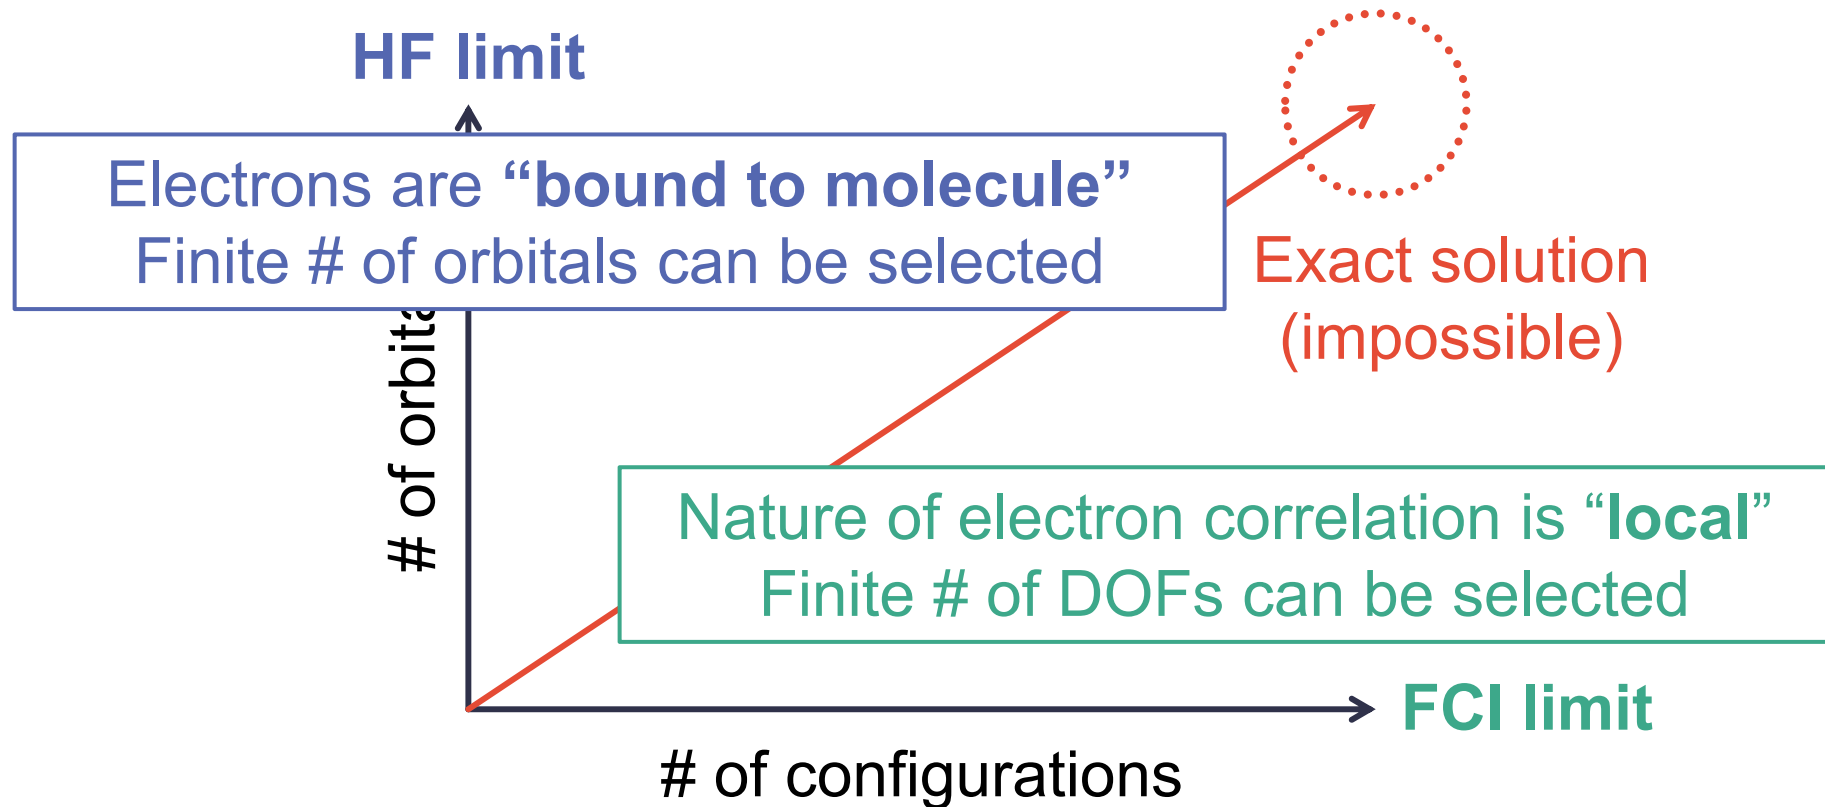 HF limit
Electrons are “bound to molecule”
Finite # of orbitals can be selected
Exact solution
(impossible)
# of
Nature of electron correlation is “local”
Finite # of DOFs can be selected
FCI limit
# of configurations